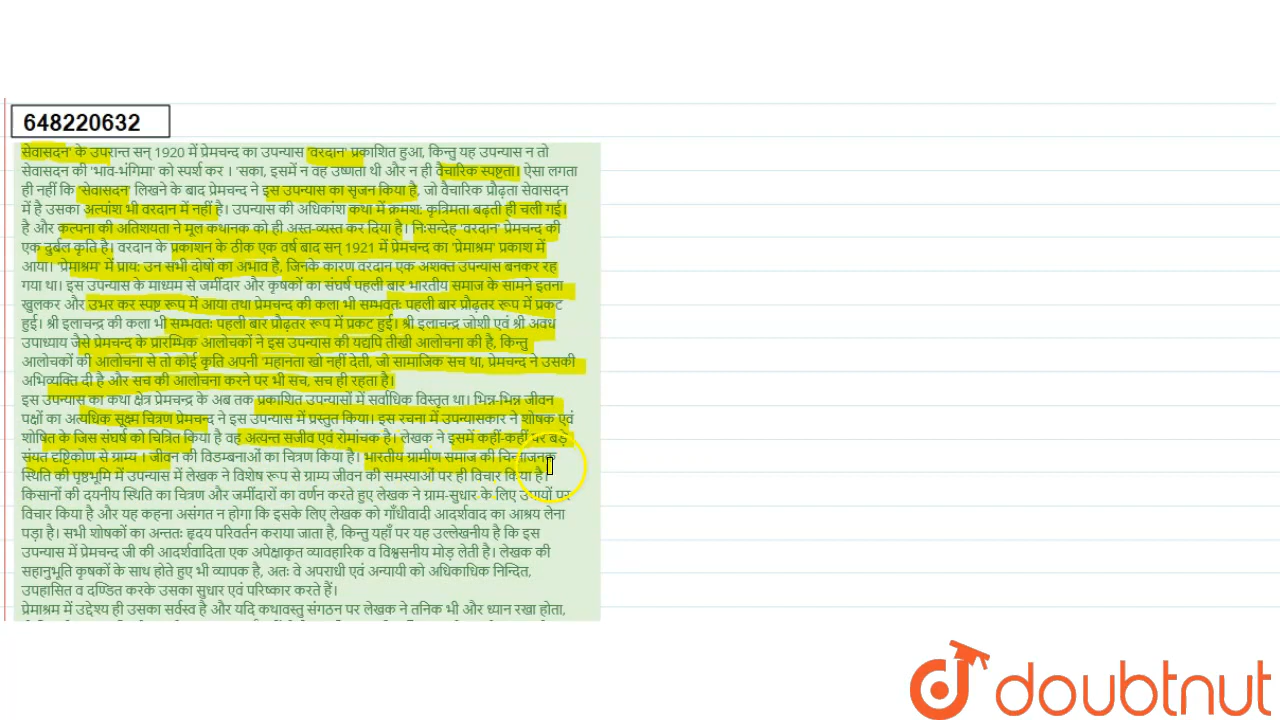 648220632
सेवासदन' के उपरान्त सन् 1920 में प्रेमचन्द का उपन्यास 'वरदान' प्रकाशित हुआ, किन्तु यह उपन्यास न तो
सेवासदन की 'भाव-भंगिमा' को स्पर्श कर । 'सका, इसमें न वह उष्णता थी और न ही वैचारिक स्पष्टता। ऐसा लगता
ही नहीं कि 'सेवासदन' लिखने के बाद प्रेमचन्द ने इस उपन्यास का सृजन किया है, जो वैचारिक प्रौढ़ता सेवासदन
में है उसका अल्पांश भी वरदान में नहीं है। उपन्यास की अधिकांश कथा में क्रमश: कृत्रिमता बढ़ती ही चली गई।
है और कल्पना की अतिशयता ने मूल कथानक को ही अस्त-व्यस्त कर दिया है। नि:सन्देह 'वरदान' प्रेमचन्द की
एक दुर्बल कृति है। वरदान के प्रकाशन के ठीक एक वर्ष बाद सन् 1921 में प्रेमचन्द का 'प्रेमाश्रम' प्रकाश में
आया। 'प्रेमाश्रम' में प्राय: उन सभी दोषों का अभाव है, जिनके कारण वरदान एक अशक्त उपन्यास बनकर रह
गया था। इस उपन्यास के माध्यम से जमींदार और कृषकों का संघर्ष पहली बार भारतीय समाज के सामने इतना
खुलकर और उभर कर स्पष्ट रूप में आया तथा प्रेमचन्द की कला भी सम्भवतः पहली बार प्रौढ़तर रूप में प्रकट
हुई। श्री इलाचन्द्र की कला भी सम्भवतः पहली बार प्रौढ़तर रूप में प्रकट हुई। श्री इलाचन्द्र जोशी एवं श्री अवध
उपाध्याय जैसे प्रेमचन्द के प्रारम्भिक आलोचकों ने इस उपन्यास की यद्यपि तीखी आलोचना की है, किन्तु
आलोचकों की आलोचना से तो कोई कृति अपनी 'महानता खो नहीं देती, जो सामाजिक सच था, प्रेमचन्द ने उसकी
अभिव्यक्ति दी है और सच की आलोचना करने पर भी सच, सच ही रहता है।
इस उपन्यास का कथा क्षेत्र प्रेमचन्द्र के अब तक प्रकाशित उपन्यासों में सर्वाधिक विस्तृत था। भिन्न-भिन्न जीवन
पक्षों का अत्यधिक सूक्ष्म चित्रण प्रेमचन्द ने इस उपन्यास में प्रस्तुत किया। इस रचना में उपन्यासकार ने शोषक एवं
शोषित के जिस संघर्ष को चित्रित किया है वह अत्यन्त सजीव एवं रोमांचक है। लेखक ने इसमें कहीं-कहीं पर बड़े
संयत दृष्टिकोण से ग्राम्य । जीवन की विडम्बनाओं का चित्रण किया है। भारतीय ग्रामीण समाज की चिन्ताजनक
स्थिति की पृष्ठभूमि में उपन्यास में लेखक ने विशेष रूप से ग्राम्य जीवन की समस्याओं पर ही विचार किया है।
किसानों की दयनीय स्थिति का चित्रण और जमींदारों का वर्णन करते हुए लेखक ने ग्राम-सुधार के लिए उपायों पर
विचार किया है और यह कहना असंगत न होगा कि इसके लिए लेखक को गाँधीवादी आदर्शवाद का आश्रय लेना
पड़ा है। सभी शोषकों का अन्ततः हृदय परिवर्तन कराया जाता है, किन्तु यहाँ पर यह उल्लेखनीय है कि इस
उपन्यास में प्रेमचन्द जी की आदर्शवादिता एक अपेक्षाकृत व्यावहारिक व विश्वसनीय मोड़ लेती है। लेखक की
सहानुभूति कृषकों के साथ होते हुए भी व्यापक है, अतः वे अपराधी एवं अन्यायी को अधिकाधिक निन्दित,
उपहासित व दण्डित करके उसका सुधार एवं परिष्कार करते हैं।
प्रेमाश्रम में उद्देश्य ही उसका सर्वस्व है और यदि कथावस्तु संगठन पर लेखक ने तनिक भी और ध्यान रखा होता,
doubtnut